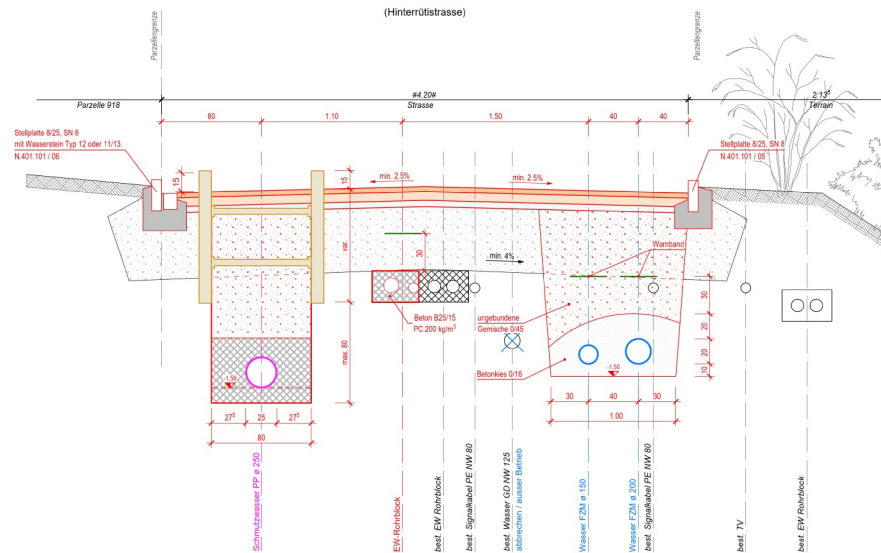 (Hinterrütistrasse)
Parzellengrenze
Parzellengrenze
Parzelle 918
#4.20#
Strasse
2.13⁵
Terrain
80
1.10
1.50
40
40
Stellplatte 8/25, SN 8
mit Wasserstein Typ 12 oder 11/13
N.401.101 / 06
Stellplatte 8/25, SN 8
N.401.101 / 05
15
15
min. 2.5%
min. 2.5%
var.
30
min. 4%
Warnband
Beton B25/15
PC 200 kg/m³
ungebundene
Gemische 0/45
Betonkies 0/16
max. 80
30
20
20
10
-1.50
-1.50
27⁵
25
27⁵
80
30
40
30
1.00
Schmutzwasser PP ø 250
EW-Rohrblock
best. EW Rohrblock
best. Signalkabel PE NW 80
best. Wasser GD NW 125
abbrechen / ausser Betrieb
Wasser FZM ø 150
Wasser FZM ø 200
best. Signalkabel PE NW 80
best. TV
best. EW Rohrblock